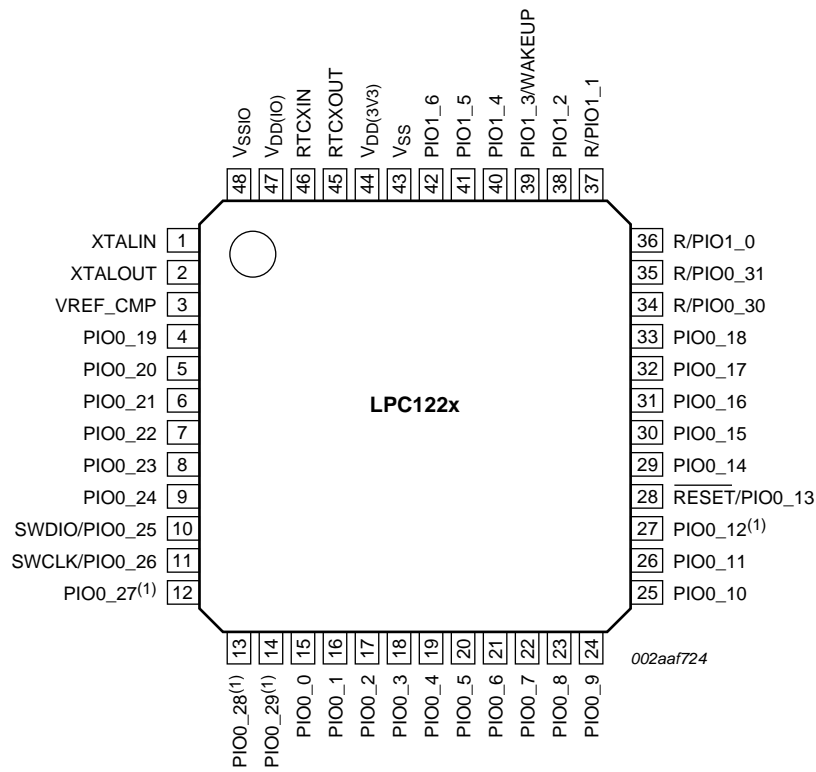 VSSIO
VDD(IO)
RTCXIN
RTCXOUT
VDD(3V3)
VSS
PIO1_6
PIO1_5
PIO1_4
PIO1_3/WAKEUP
PIO1_2
R/PIO1_1
48 47 46 45 44 43 42 41 40 39 38 37
XTALIN 1
XTALOUT 2
VREF_CMP 3
PIO0_19 4
PIO0_20 5
PIO0_21 6
PIO0_22 7
PIO0_23 8
PIO0_24 9
SWDIO/PIO0_25 10
SWCLK/PIO0_26 11
PIO0_27(1) 12
LPC122x
36 R/PIO1_0
35 R/PIO0_31
34 R/PIO0_30
33 PIO0_18
32 PIO0_17
31 PIO0_16
30 PIO0_15
29 PIO0_14
28 RESET/PIO0_13
27 PIO0_12(1)
26 PIO0_11
25 PIO0_10
13 14 15 16 17 18 19 20 21 22 23 24
PIO0_28(1)
PIO0_29(1)
PIO0_0
PIO0_1
PIO0_2
PIO0_3
PIO0_4
PIO0_5
PIO0_6
PIO0_7
PIO0_8
PIO0_9
002aaf724